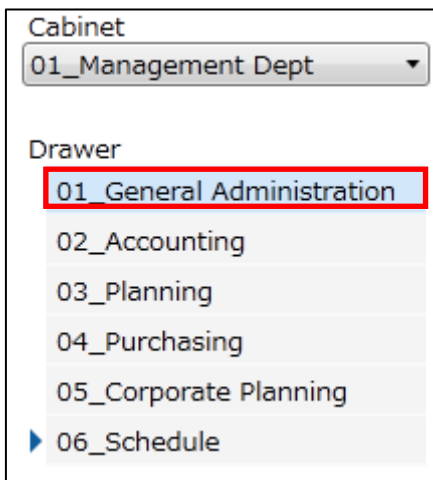 Cabinet
01_Management Dept
Drawer
01_General Administration
02_Accounting
03_Planning
04_Purchasing
05_Corporate Planning
06_Schedule